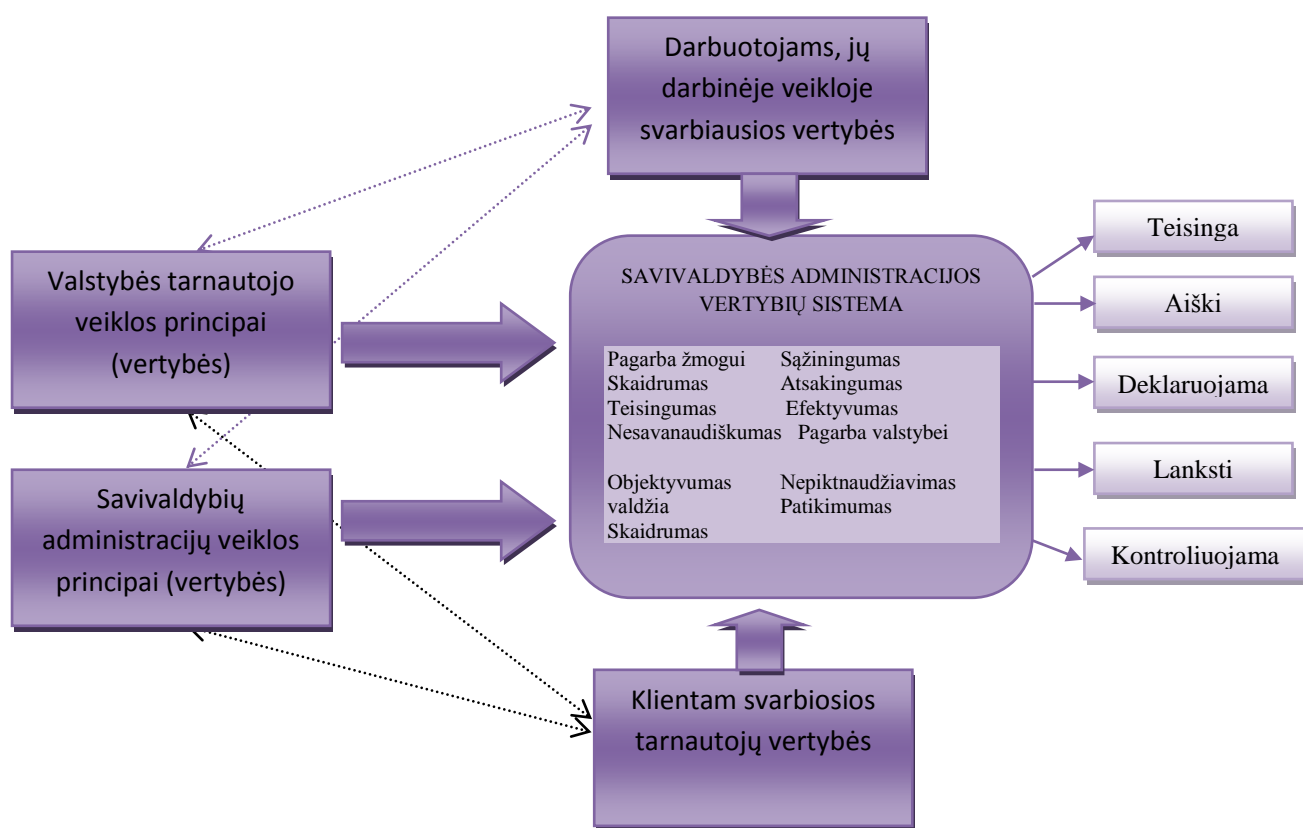 Darbuotojams, jų
darbinėje veikloje
svarbiausios vertybės
Valstybės tarnautojo
veiklos principai
(vertybės)
Savivaldybių
administracijų veiklos
principai (vertybės)
SAVIVALDYBĖS ADMINISTRACIJOS
VERTYBIŲ SISTEMA
Pagarba žmogui Sąžiningumas
Skaidrumas Atsakingumas
Teisingumas Efektyvumas
Nesavanaudiškumas Pagarba valstybei
Objektyvumas Nepiktnaudžiavimas
valdžia Patikimumas
Skaidrumas
Teisinga
Aiški
Deklaruojama
Lanksti
Kontroliuojama
Klientam svarbiosios
tarnautojų vertybės